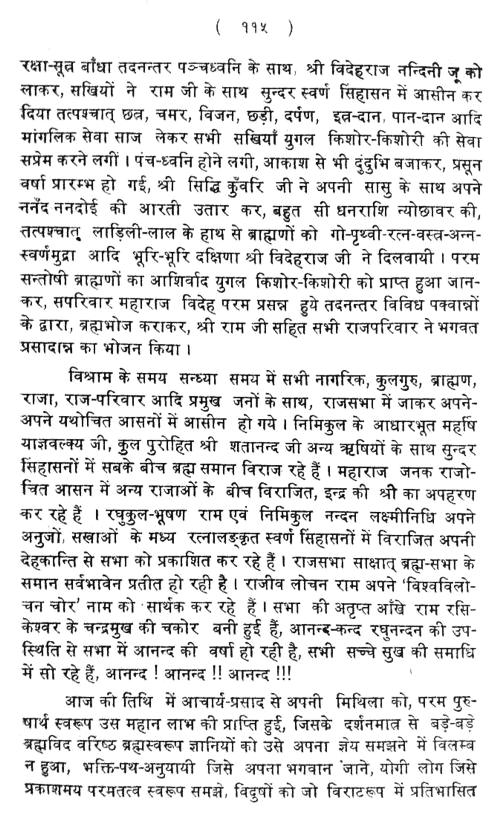 ( ११५ )
रक्षा-सूत्र बाँधा तदनन्तर पञ्चध्वनि के साथ, श्री विदेहराज नन्दिनी जू को
लाकर, सखियों ने राम जी के साथ सुन्दर स्वर्ण सिंहासन में आसीन कर
दिया तत्पश्चात् छत्र, चमर, विजन, छड़ी, दर्पण, इत्र-दान, पान-दान आदि
मांगलिक सेवा साज लेकर सभी सखियाँ युगल किशोर-किशोरी की सेवा
सप्रेम करने लगीं । पंच-ध्वनि होने लगी, आकाश से भी दुंदुभि बजाकर, प्रसून
वर्षा प्रारम्भ हो गई, श्री सिद्धि कुँवरि जी ने अपनी सासु के साथ अपने
ननँद ननदोई की आरती उतार कर, बहुत सी धनराशि न्योछावर की,
तत्पश्चात् लाड़िली-लाल के हाथ से ब्राह्मणों को गो-पृथ्वी-रत्न-वस्त्र-अन्न-
स्वर्णमुद्रा आदि भूरि-भूरि दक्षिणा श्री विदेहराज जी ने दिलवायी । परम
सन्तोषी ब्राह्मणों का आशिर्वाद युगल किशोर-किशोरी को प्राप्त हुआ जान-
कर, सपरिवार महाराज विदेह परम प्रसन्न हुये तदनन्तर विविध पक्वान्नों
के द्वारा, ब्रह्मभोज कराकर, श्री राम जी सहित सभी राजपरिवार ने भगवत
प्रसादान्न का भोजन किया ।
विश्राम के समय सन्ध्या समय में सभी नागरिक, कुलगुरु, ब्राह्मण,
राजा, राज-परिवार आदि प्रमुख जनों के साथ, राजसभा में जाकर अपने-
अपने यथोचित आसनों में आसीन हो गये । निमिकुल के आधारभूत महर्षि
याज्ञवल्क्य जी, कुल पुरोहित श्री शतानन्द जी अन्य ऋषियों के साथ सुन्दर
सिंहासनों में सबके बीच ब्रह्म समान विराज रहे हैं । महाराज जनक राजो-
चित आसन में अन्य राजाओं के बीच विराजित, इन्द्र की श्री का अपहरण
कर रहे हैं । रघुकुल-भूषण राम एवं निमिकुल नन्दन लक्ष्मीनिधि अपने
अनुजों, सखाओं के मध्य रत्नालङ्कृत स्वर्ण सिंहासनों में विराजित अपनी
देहकान्ति से सभा को प्रकाशित कर रहे हैं । राजसभा साक्षात् ब्रह्म-सभा के
समान सर्वभावेन प्रतीत हो रही है । राजीव लोचन राम अपने 'विश्वविलो-
चन चोर' नाम को सार्थक कर रहे हैं । सभा की अतृप्त आँखे राम रसि-
केश्वर के चन्द्रमुख की चकोर बनी हुई हैं, आनन्द-कन्द रघुनन्दन की उप-
स्थिति से सभा में आनन्द की वर्षा हो रही है, सभी सच्चे सुख की समाधि
में सो रहे हैं, आनन्द ! आनन्द !! आनन्द !!!
आज की तिथि में आचार्य-प्रसाद से अपनी मिथिला को, परम पुरु-
षार्थ स्वरूप उस महान लाभ की प्राप्ति हुई, जिसके दर्शनमात्र से बड़े-बड़े
ब्रह्मविद वरिष्ठ ब्रह्मस्वरूप ज्ञानियों को उसे अपना ज्ञेय समझने में विलम्ब
न हुआ, भक्ति-पथ-अनुयायी जिसे अपना भगवान जाने, योगी लोग जिसे
प्रकाशमय परमतत्व स्वरूप समझे, विदुषों को जो विराटरूप में प्रतिभासित